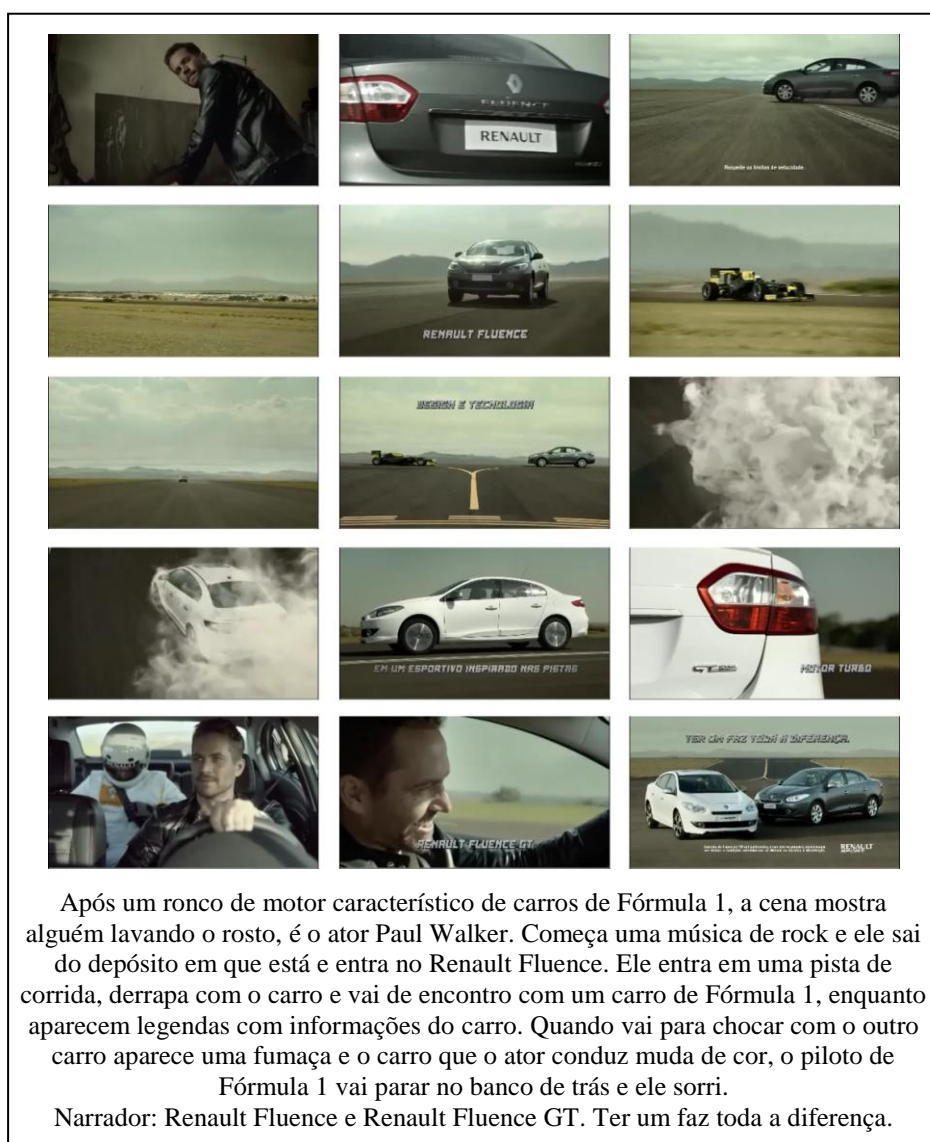 FLUENCE
RENAULT
Respeite os limites de velocidade.
RENAULT FLUENCE
DESIGN E TECNOLOGIA
EM UM ESPORTIVO INSPIRADO NAS PISTAS
GT
MOTOR TURBO
RENAULT FLUENCE GT
TER UM FAZ TODA A DIFERENÇA.
RENAULT
Após um ronco de motor característico de carros de Fórmula 1, a cena mostra
alguém lavando o rosto, é o ator Paul Walker. Começa uma música de rock e ele sai
do depósito em que está e entra no Renault Fluence. Ele entra em uma pista de
corrida, derrapa com o carro e vai de encontro com um carro de Fórmula 1, enquanto
aparecem legendas com informações do carro. Quando vai para chocar com o outro
carro aparece uma fumaça e o carro que o ator conduz muda de cor, o piloto de
Fórmula 1 vai parar no banco de trás e ele sorri.
Narrador: Renault Fluence e Renault Fluence GT. Ter um faz toda a diferença.